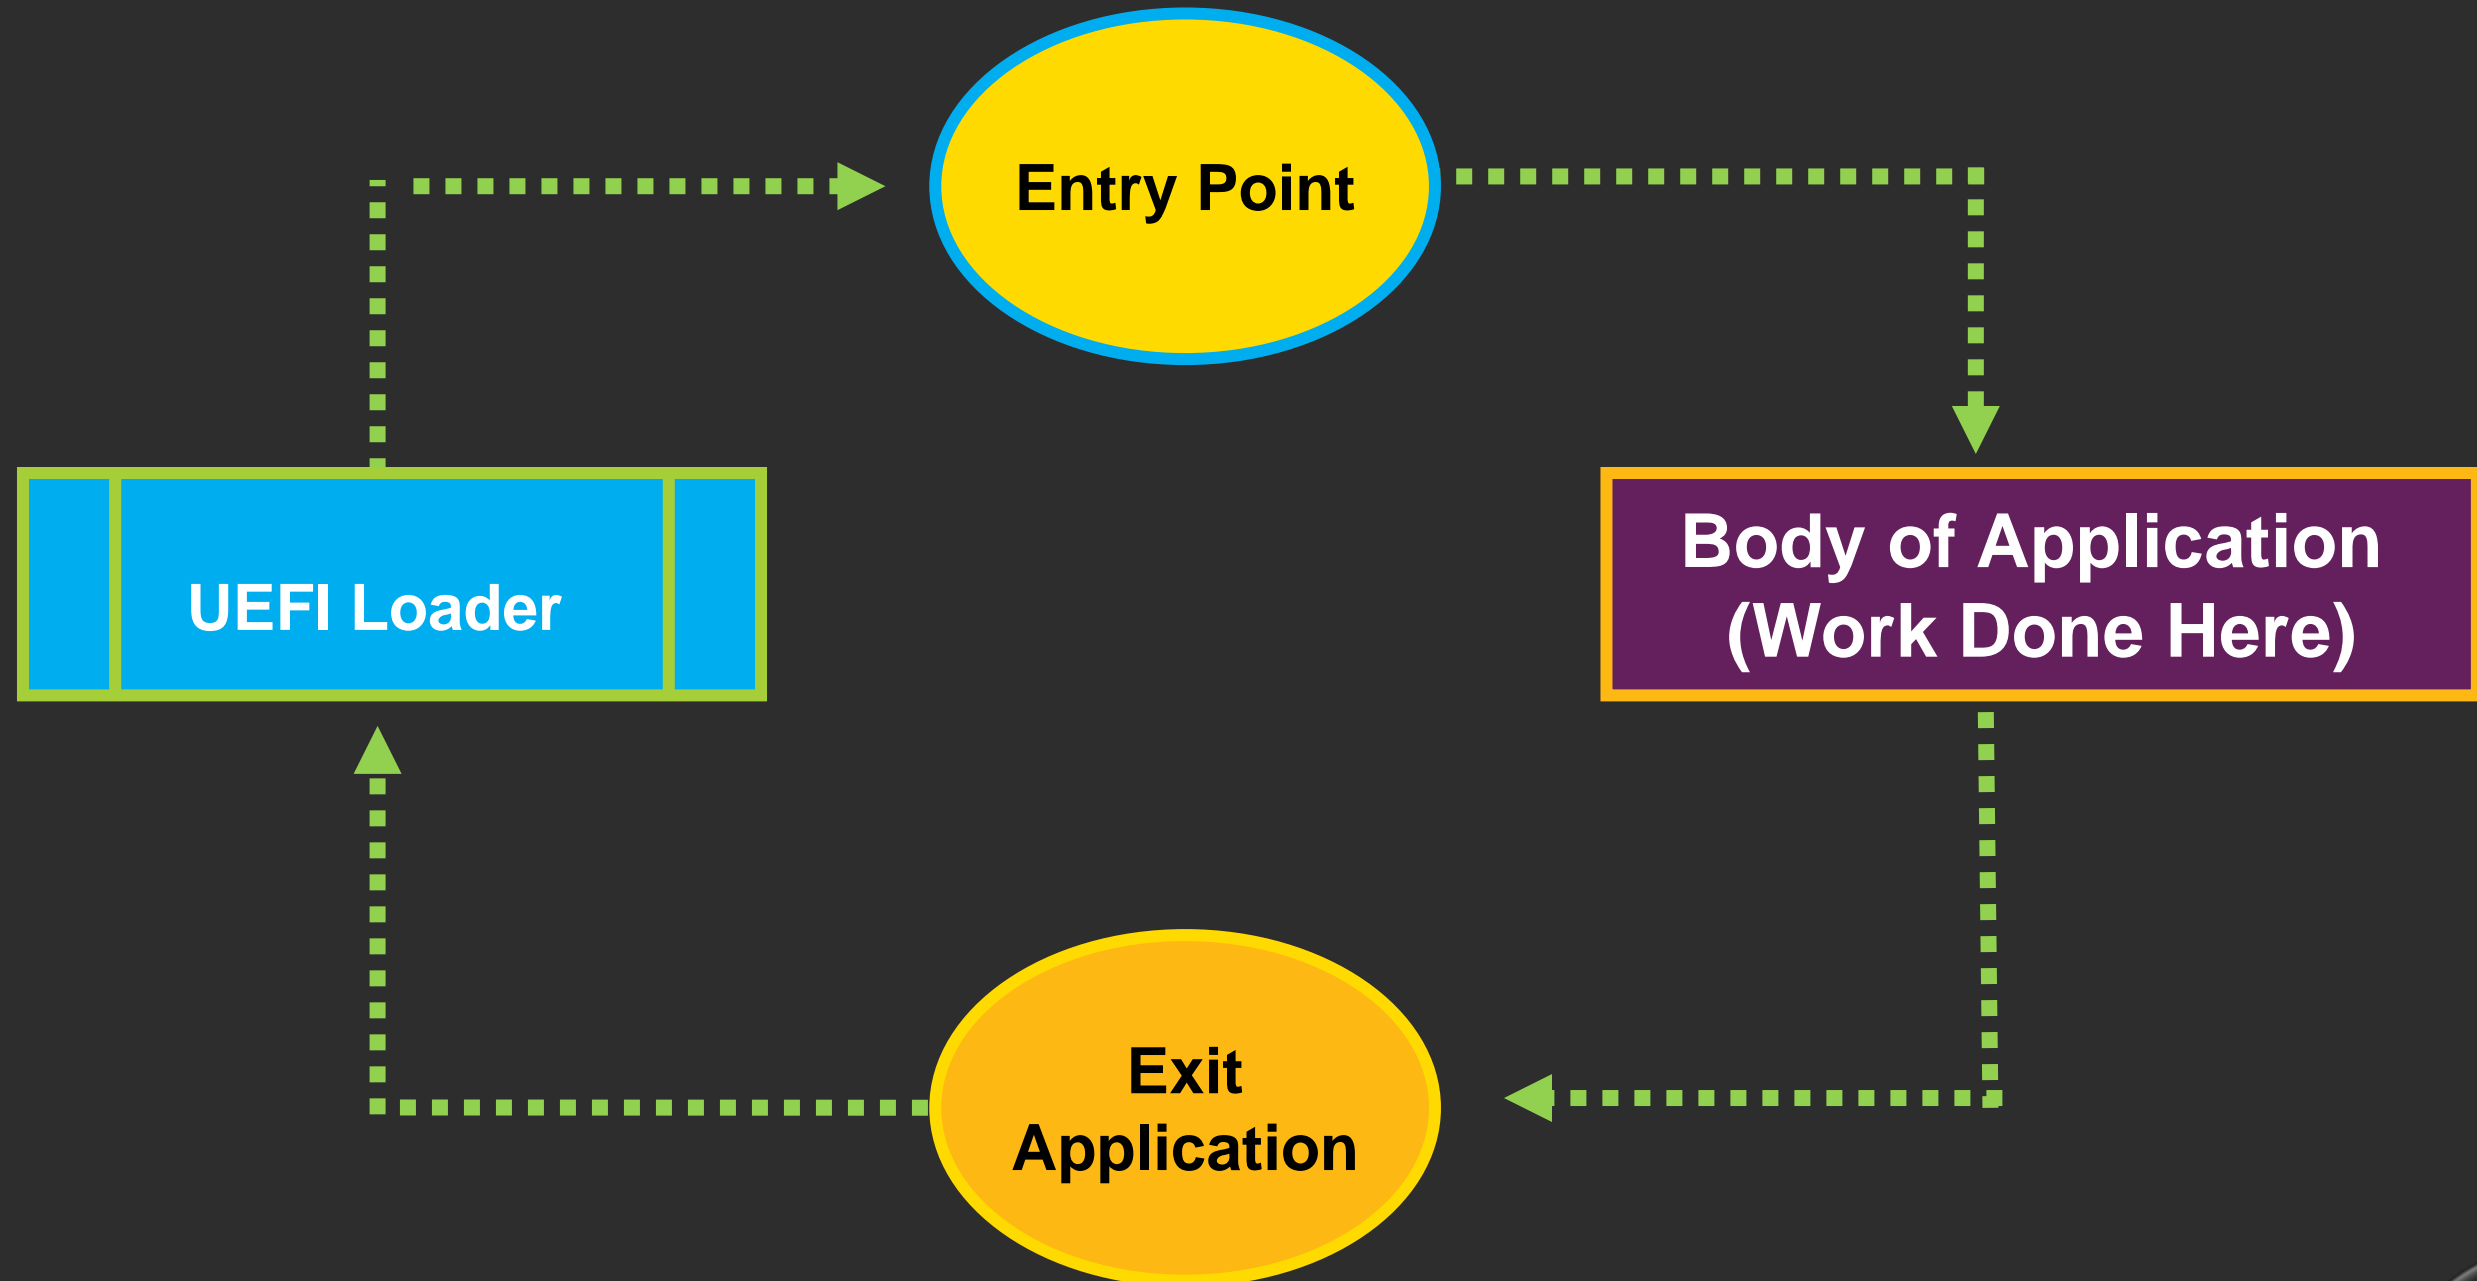 Entry Point
UEFI Loader
Body of Application
(Work Done Here)
Exit
Application